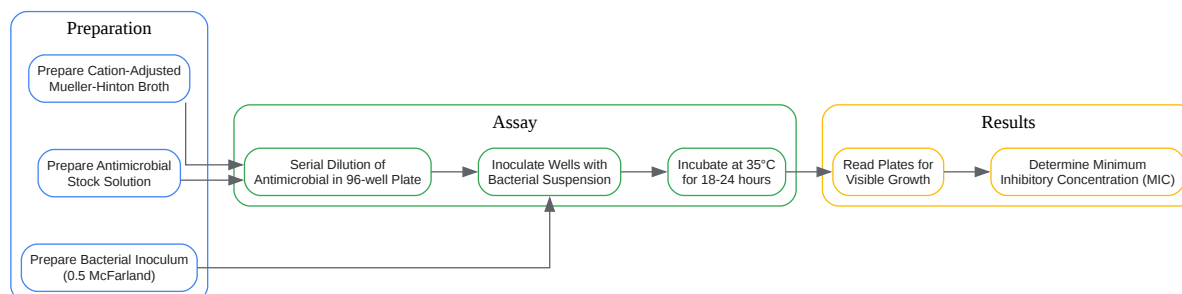 Preparation
Prepare Cation-Adjusted
Mueller-Hinton Broth
Prepare Antimicrobial
Stock Solution
Prepare Bacterial Inoculum
(0.5 McFarland)
Assay
Serial Dilution of
Antimicrobial in 96-well Plate
Inoculate Wells with
Bacterial Suspension
Incubate at 35°C
for 18-24 hours
Results
Read Plates for
Visible Growth
Determine Minimum
Inhibitory Concentration (MIC)